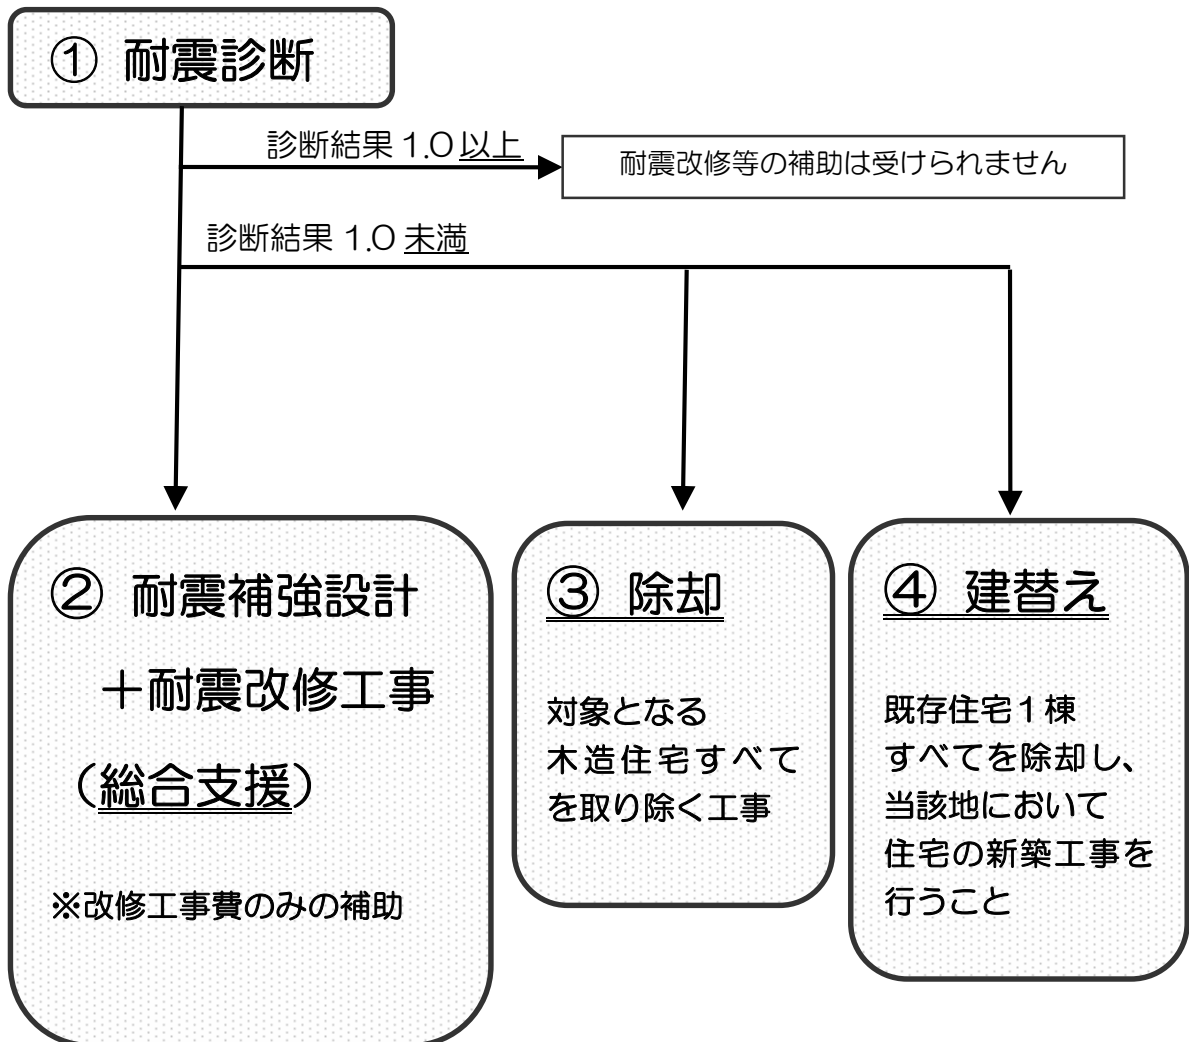 ① 耐震診断
診断結果 1.0 以上
耐震改修等の補助は受けられません
診断結果 1.0 未満
② 耐震補強設計
＋耐震改修工事
（総合支援）
※改修工事費のみの補助
③ 除却
対象となる
木造住宅すべて
を取り除く工事
④ 建替え
既存住宅１棟
すべてを除却し、
当該地において
住宅の新築工事を
行うこと